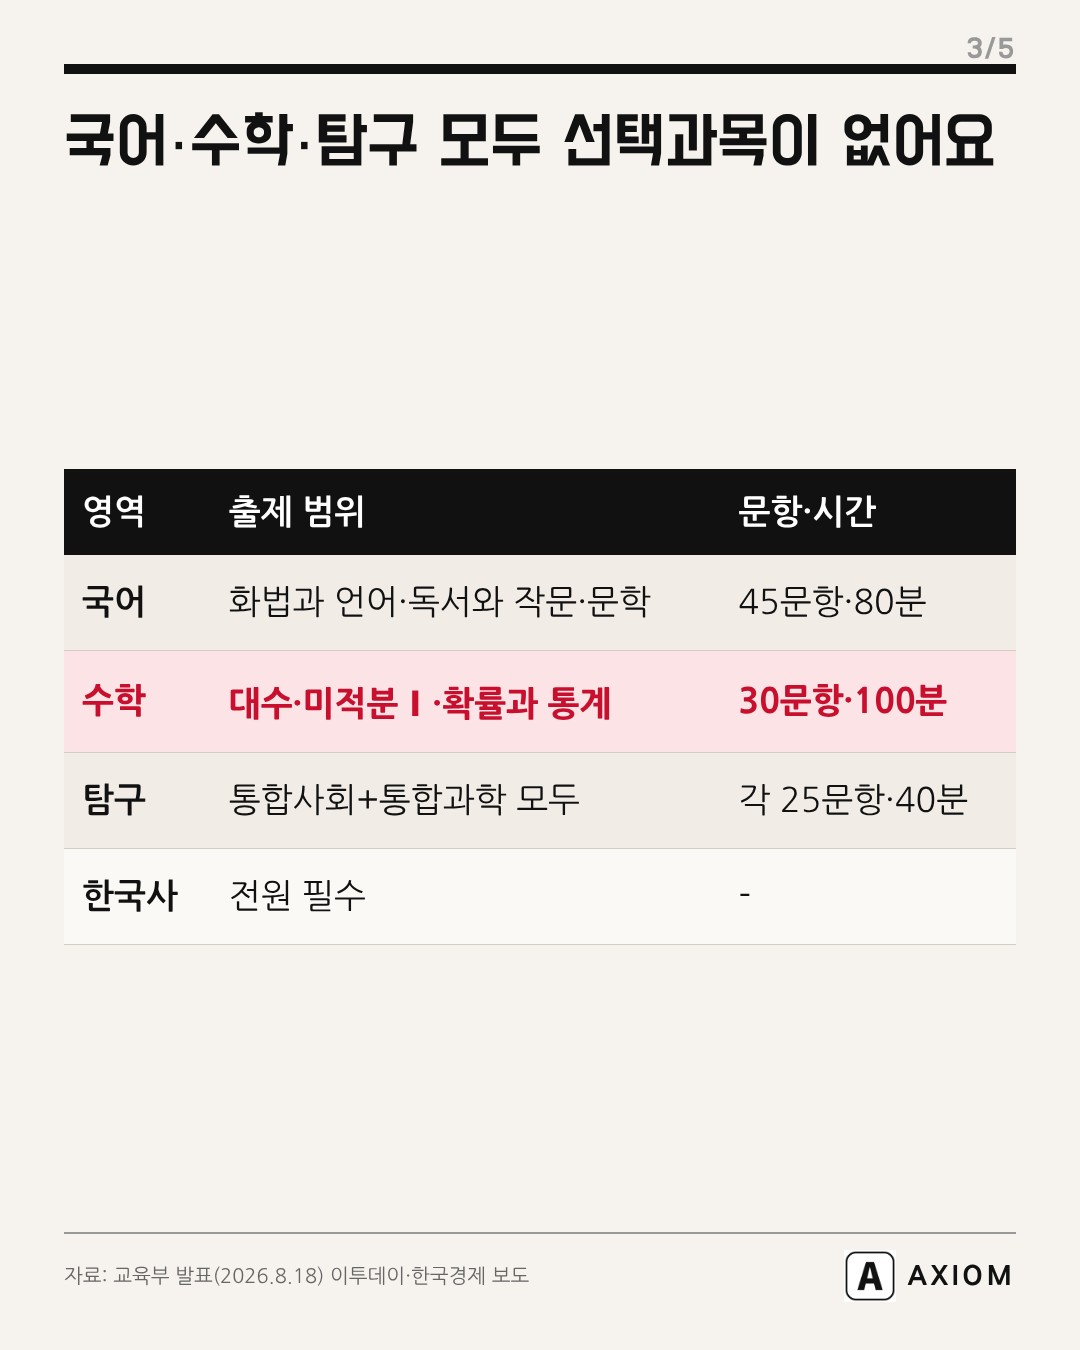 3/5
국어·수학·탐구 모두 선택과목이 없어요
영역 출제 범위 문항·시간
국어 화법과 언어·독서와 작문·문학 45문항·80분
수학 대수·미적분Ⅰ·확률과 통계 30문항·100분
탐구 통합사회+통합과학 모두 각 25문항·40분
한국사 전원 필수 -
자료: 교육부 발표(2026.8.18) 이투데이·한국경제 보도
A AXIOM